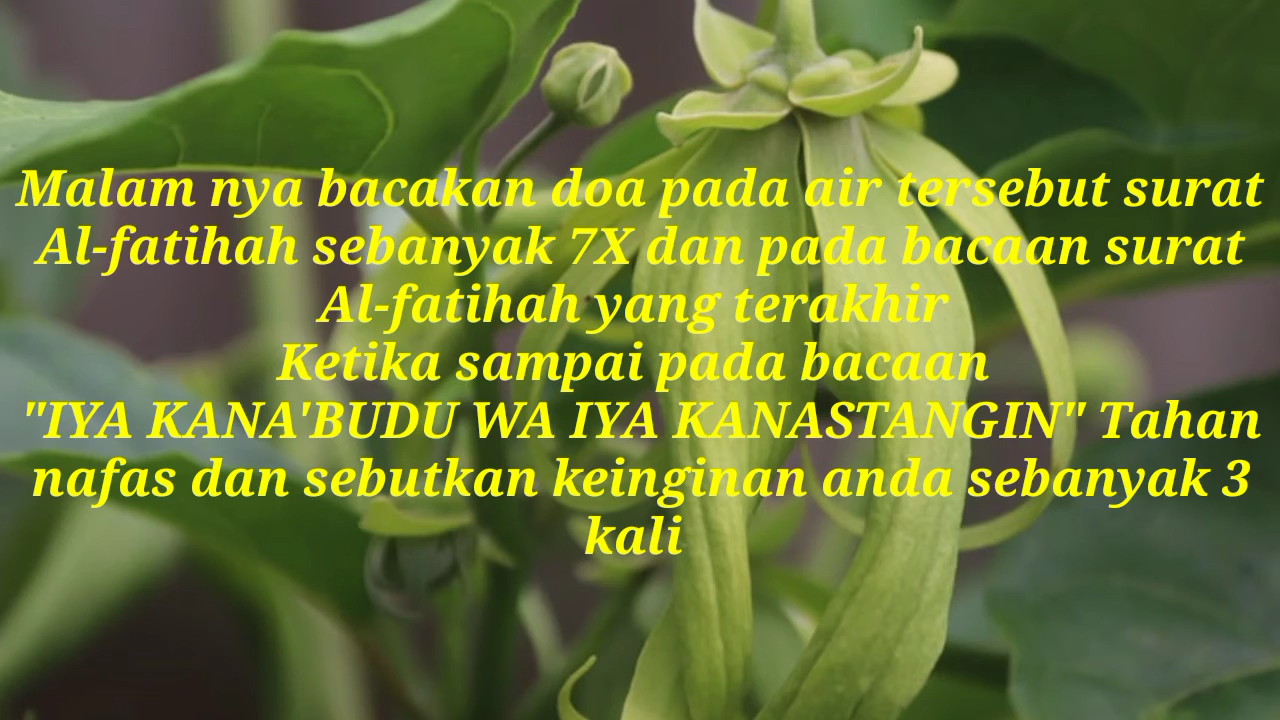 Malam nya bacakan doa pada air tersebut surat
Al-fatihah sebanyak 7X dan pada bacaan surat
Al-fatihah yang terakhir
Ketika sampai pada bacaan
"IYA KANA'BUDU WA IYA KANASTANGIN" Tahan
nafas dan sebutkan keinginan anda sebanyak 3
kali